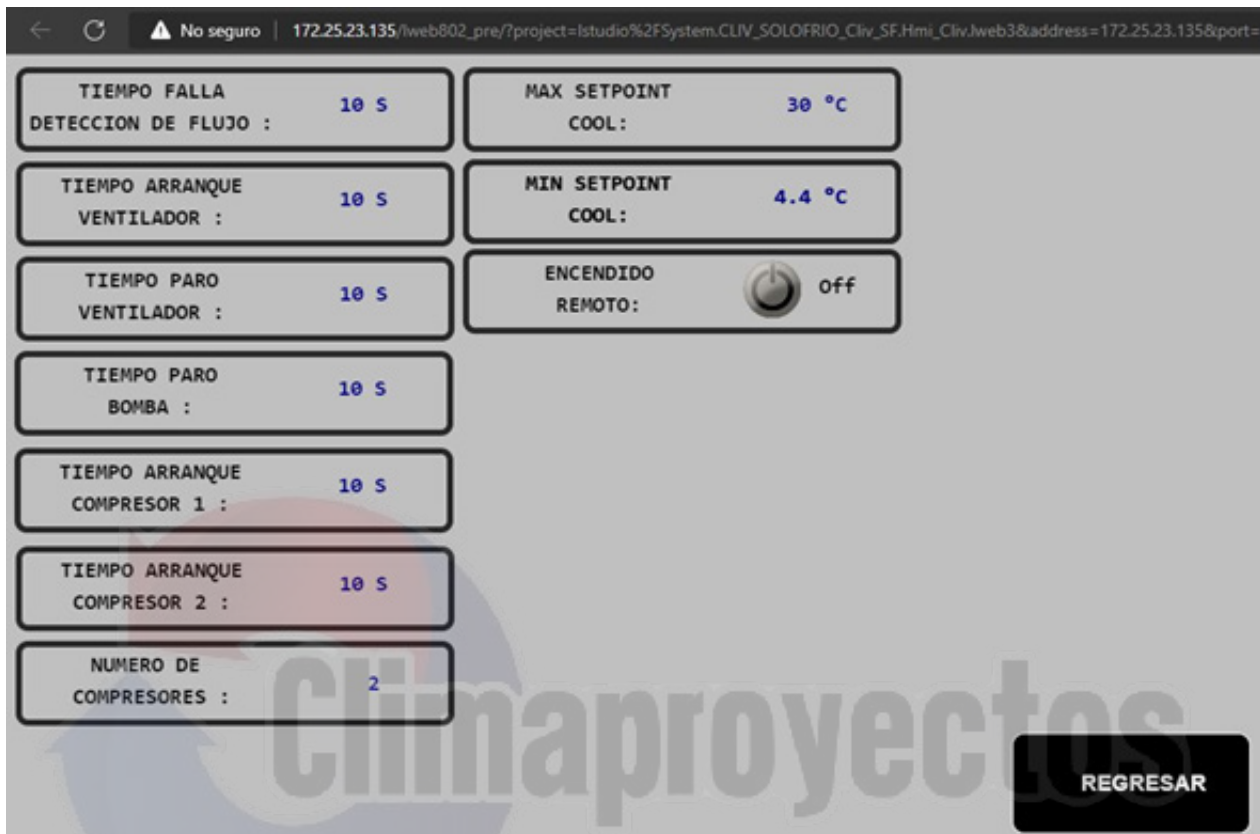 No seguro | 172.25.23.135/lweb802_pre/?project=lstudio%2FSystem.CLIV_SOLOFRIO_Cliv_SF.Hmi_Cliv.lweb3&address=172.25.23.135&port=
TIEMPO FALLA
DETECCION DE FLUJO :
10 S
TIEMPO ARRANQUE
VENTILADOR :
10 S
TIEMPO PARO
VENTILADOR :
10 S
TIEMPO PARO
BOMBA :
10 S
TIEMPO ARRANQUE
COMPRESOR 1 :
10 S
TIEMPO ARRANQUE
COMPRESOR 2 :
10 S
NUMERO DE
COMPRESORES :
2
MAX SETPOINT
COOL:
30 °C
MIN SETPOINT
COOL:
4.4 °C
ENCENDIDO
REMOTO:
Off
Climaproyectos
REGRESAR